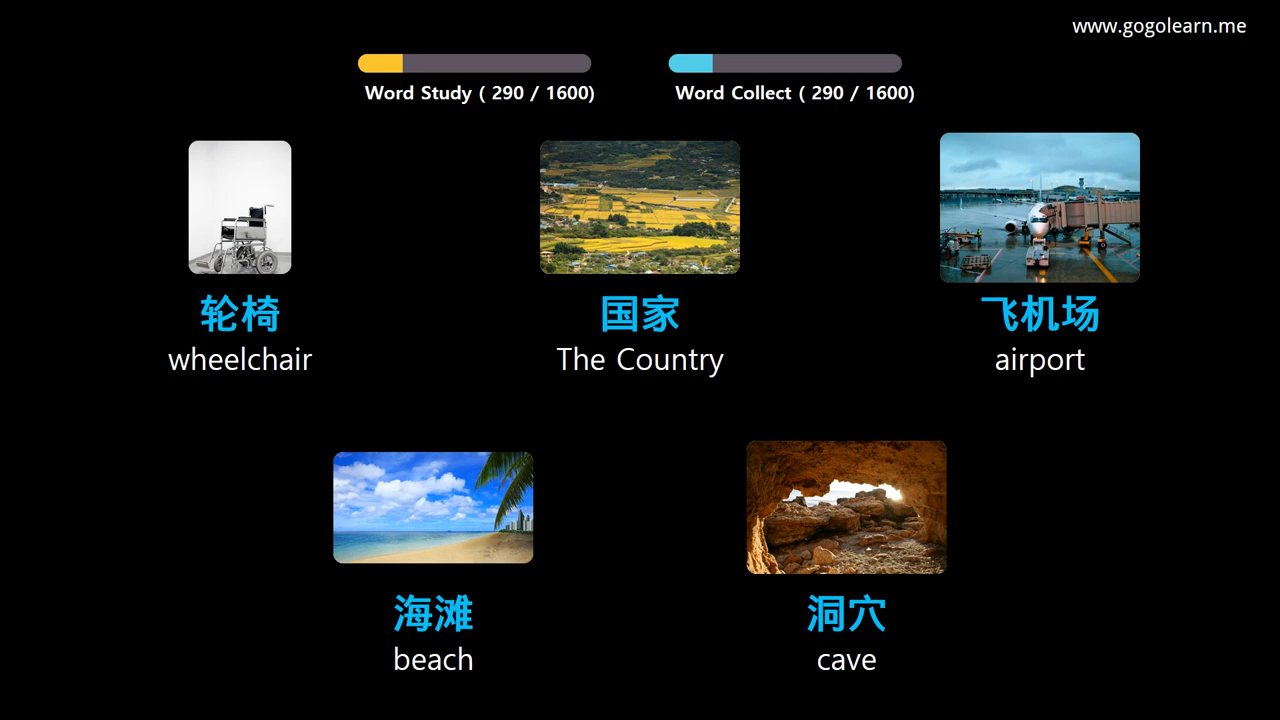 www.gogolearn.me
Word Study ( 290 / 1600)
Word Collect ( 290 / 1600)
轮椅
wheelchair
国家
The Country
飞机场
airport
海滩
beach
洞穴
cave